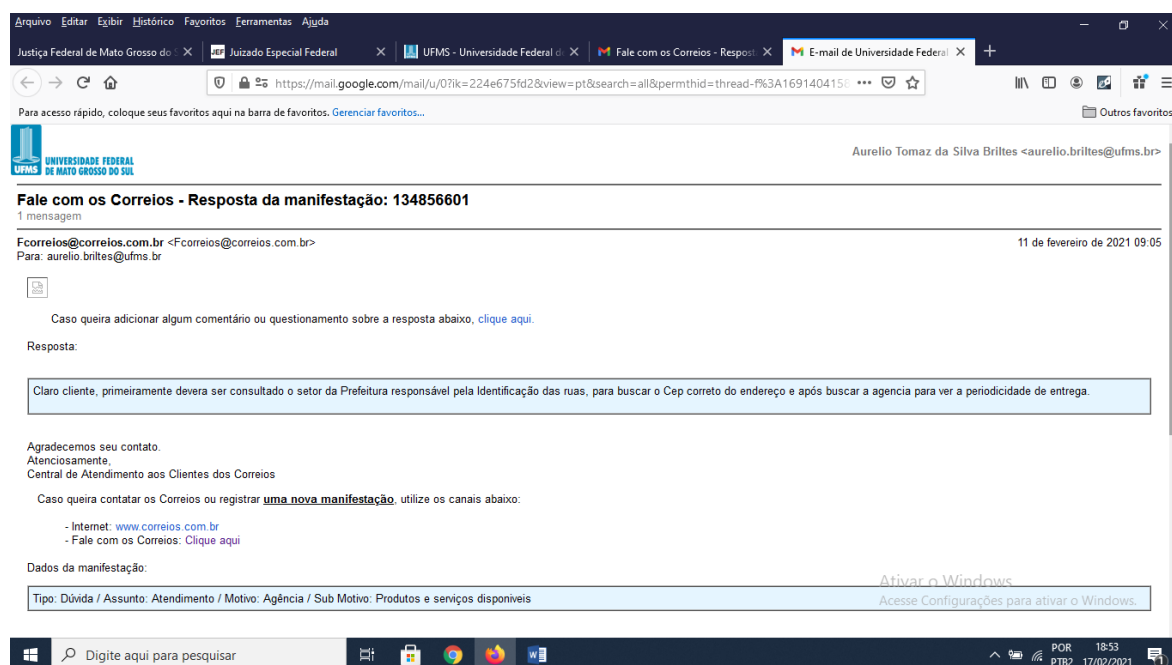 Arquivo Editar Exibir Histórico Favoritos Ferramentas Ajuda
Justiça Federal de Mato Grosso do S
JEF Juizado Especial Federal
UFMS - Universidade Federal d
Fale com os Correios - Respost
E-mail de Universidade Federal
https://mail.google.com/mail/u/0?ik=224e675fd2&view=pt&search=all&permthid=thread-f%3A1691404158
Para acesso rápido, coloque seus favoritos aqui na barra de favoritos. Gerenciar favoritos...
Outros favoritos
UFMS UNIVERSIDADE FEDERAL
DE MATO GROSSO DO SUL
Aurelio Tomaz da Silva Briltes <aurelio.briltes@ufms.br>
Fale com os Correios - Resposta da manifestação: 134856601
1 mensagem
Fcorreios@correios.com.br <Fcorreios@correios.com.br>
11 de fevereiro de 2021 09:05
Para: aurelio.briltes@ufms.br
Caso queira adicionar algum comentário ou questionamento sobre a resposta abaixo, clique aqui.
Resposta:
Claro cliente, primeiramente devera ser consultado o setor da Prefeitura responsável pela Identificação das ruas, para buscar o Cep correto do endereço e após buscar a agencia para ver a periodicidade de entrega.
Agradecemos seu contato.
Atenciosamente,
Central de Atendimento aos Clientes dos Correios
Caso queira contatar os Correios ou registrar uma nova manifestação, utilize os canais abaixo:
- Internet: www.correios.com.br
- Fale com os Correios: Clique aqui
Dados da manifestação:
Tipo: Dúvida / Assunto: Atendimento / Motivo: Agência / Sub Motivo: Produtos e serviços disponiveis
Ativar o Windows
Acesse Configurações para ativar o Windows.
Digite aqui para pesquisar
POR 18:53
PTB2 17/02/2021